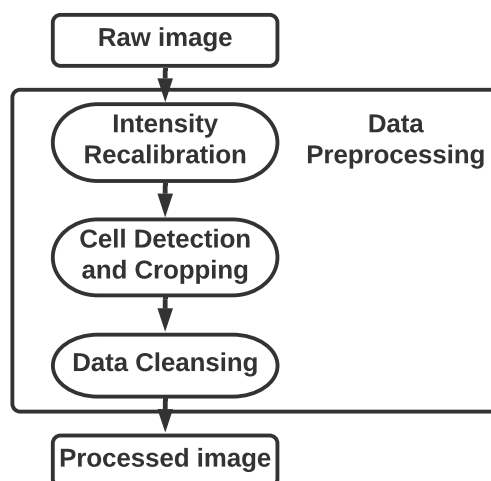 Raw image
Intensity
Recalibration
Data
Preprocessing
Cell Detection
and Cropping
Data Cleansing
Processed image